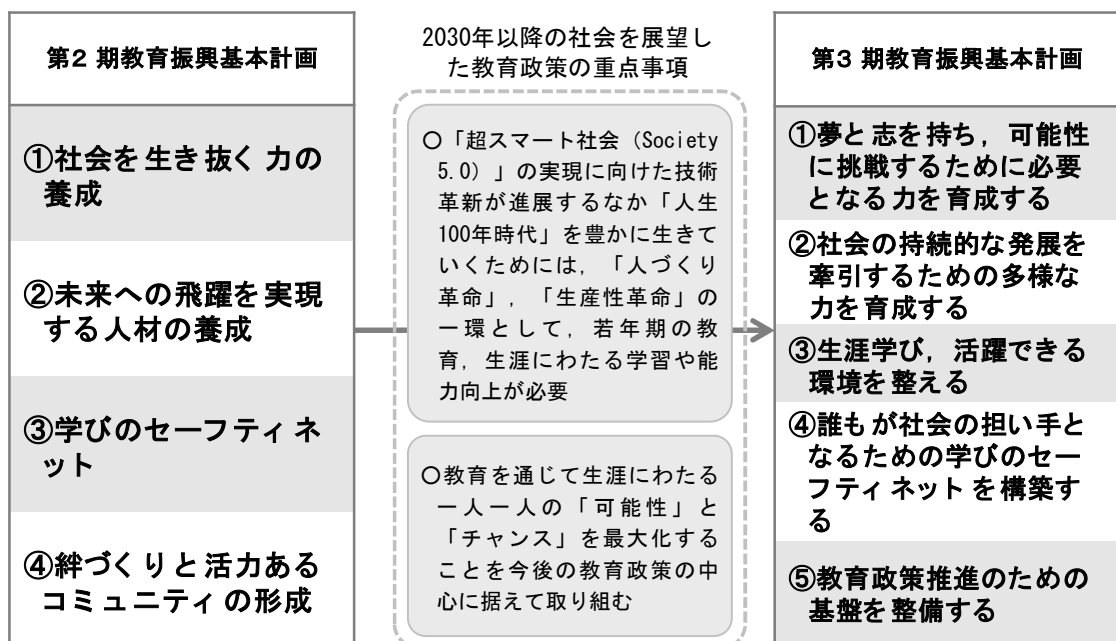 第2期教育振興基本計画
①社会を生き抜く力の
養成
②未来への飛躍を実現
する人材の養成
③学びのセーフティネ
ット
④絆づくりと活力ある
コミュニティの形成
2030年以降の社会を展望し
た教育政策の重点事項
○「超スマート社会（Society
5.0）」の実現に向けた技術
革新が進展するなか「人生
100年時代」を豊かに生きて
いくためには，「人づくり
革命」，「生産性革命」の
一環として，若年期の教
育，生涯にわたる学習や能
力向上が必要
○教育を通じて生涯にわたる
一人一人の「可能性」と
「チャンス」を最大化する
ことを今後の教育政策の中
心に据えて取り組む
第3期教育振興基本計画
①夢と志を持ち，可能性
に挑戦するために必要
となる力を育成する
②社会の持続的な発展を
牽引するための多様な
力を育成する
③生涯学び，活躍できる
環境を整える
④誰もが社会の担い手と
なるための学びのセー
フティネットを構築す
る
⑤教育政策推進のための
基盤を整備する